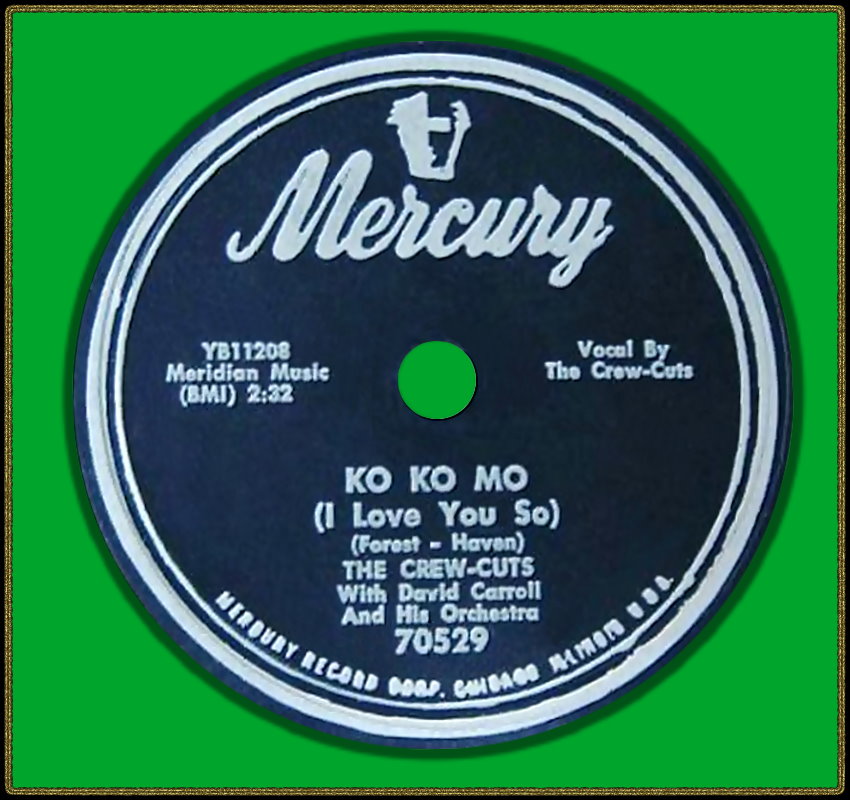 Mercury
YB11208
Meridian Music
(BMI) 2:32
Vocal By
The Crew-Cuts
KO KO MO
(I Love You So)
(Forest - Haven)
THE CREW-CUTS
With David Carroll
And His Orchestra
70529
MERCURY RECORD CORP. CHICAGO ILLINOIS U.S.A.